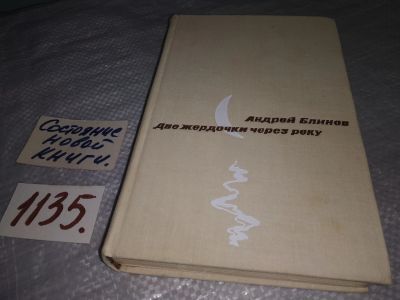 Андрей Блинов
Две жердочки через реку
Состояние
новой
книги.
1135.